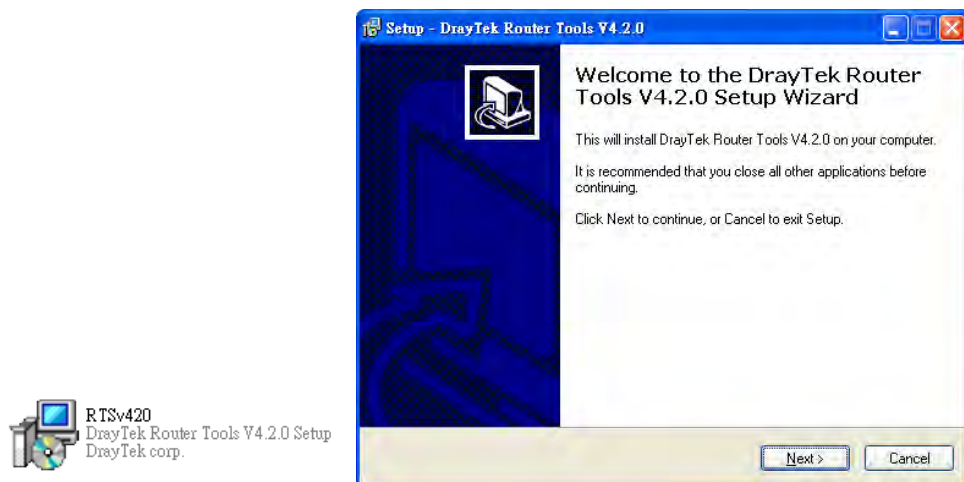 RTSv420
DrayTek Router Tools V4.2.0 Setup
DrayTek corp.
Setup - DrayTek Router Tools V4.2.0
Welcome to the DrayTek Router
Tools V4.2.0 Setup Wizard
This will install DrayTek Router Tools V4.2.0 on your computer.
It is recommended that you close all other applications before
continuing.
Click Next to continue, or Cancel to exit Setup.
Next >
Cancel